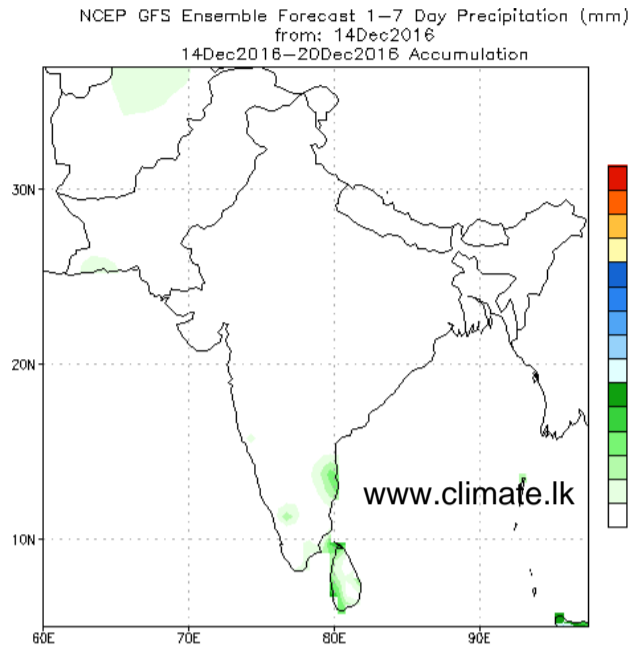 NCEP GFS Ensemble Forecast 1-7 Day Precipitation (mm)
from: 14Dec2016
14Dec2016-20Dec2016 Accumulation
30N
20N
www.climate.lk
10N
60E 70E 80E 90E